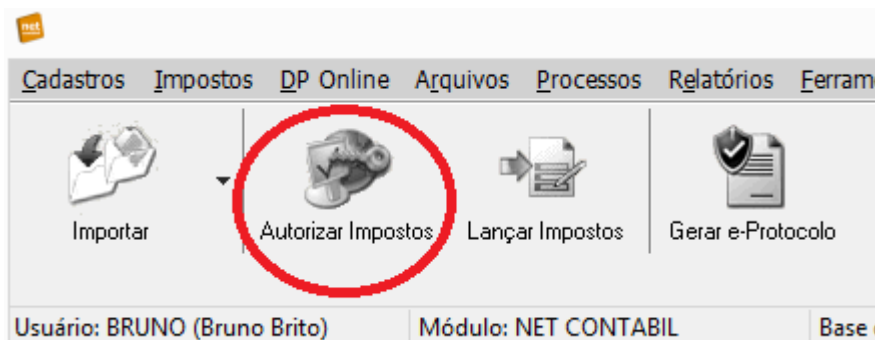 net
Cadastros Impostos DP Online Arquivos Processos Relatórios Ferram
Importar Autorizar Impostos Lançar Impostos Gerar e-Protocolo
Usuário: BRUNO (Bruno Brito) Módulo: NET CONTABIL Base